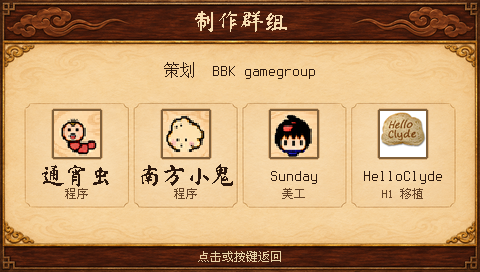 制作群组
策划 BBK gamegroup
Hello Clyde
通宵虫 南方小鬼 Sunday HelloClyde
程序 程序 美工 H1 移植
点击或按键返回